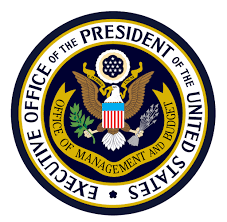 EXECUTIVE OFFICE OF THE PRESIDENT OF THE UNITED STATES
OFFICE OF MANAGEMENT AND BUDGET